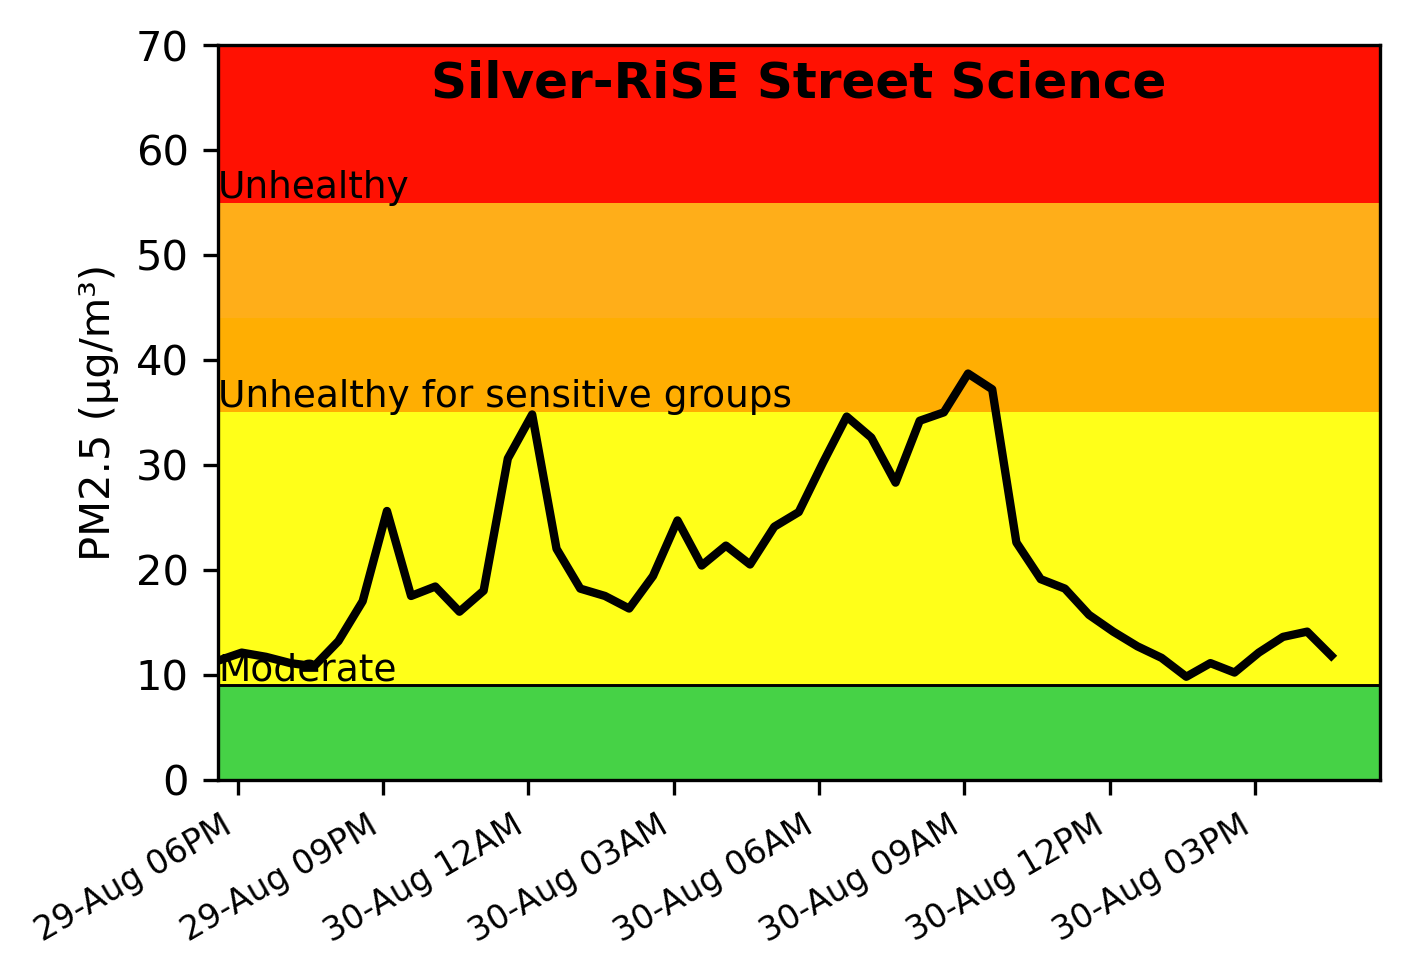 Silver-RiSE Street Science
70
60
Unhealthy
50
40
Unhealthy for sensitive groups
30
20
Moderate
10
0
PM2.5 (µg/m³)
29-Aug 06PM
29-Aug 09PM
30-Aug 12AM
30-Aug 03AM
30-Aug 06AM
30-Aug 09AM
30-Aug 12PM
30-Aug 03PM